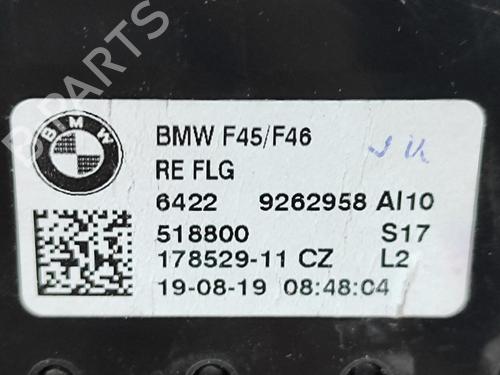 B-PARTS
BMW
BMW F45/F46
RE FLG
6422 9262958 AI10
518800 S17
178529-11 CZ L2
19-08-19 08:48:04